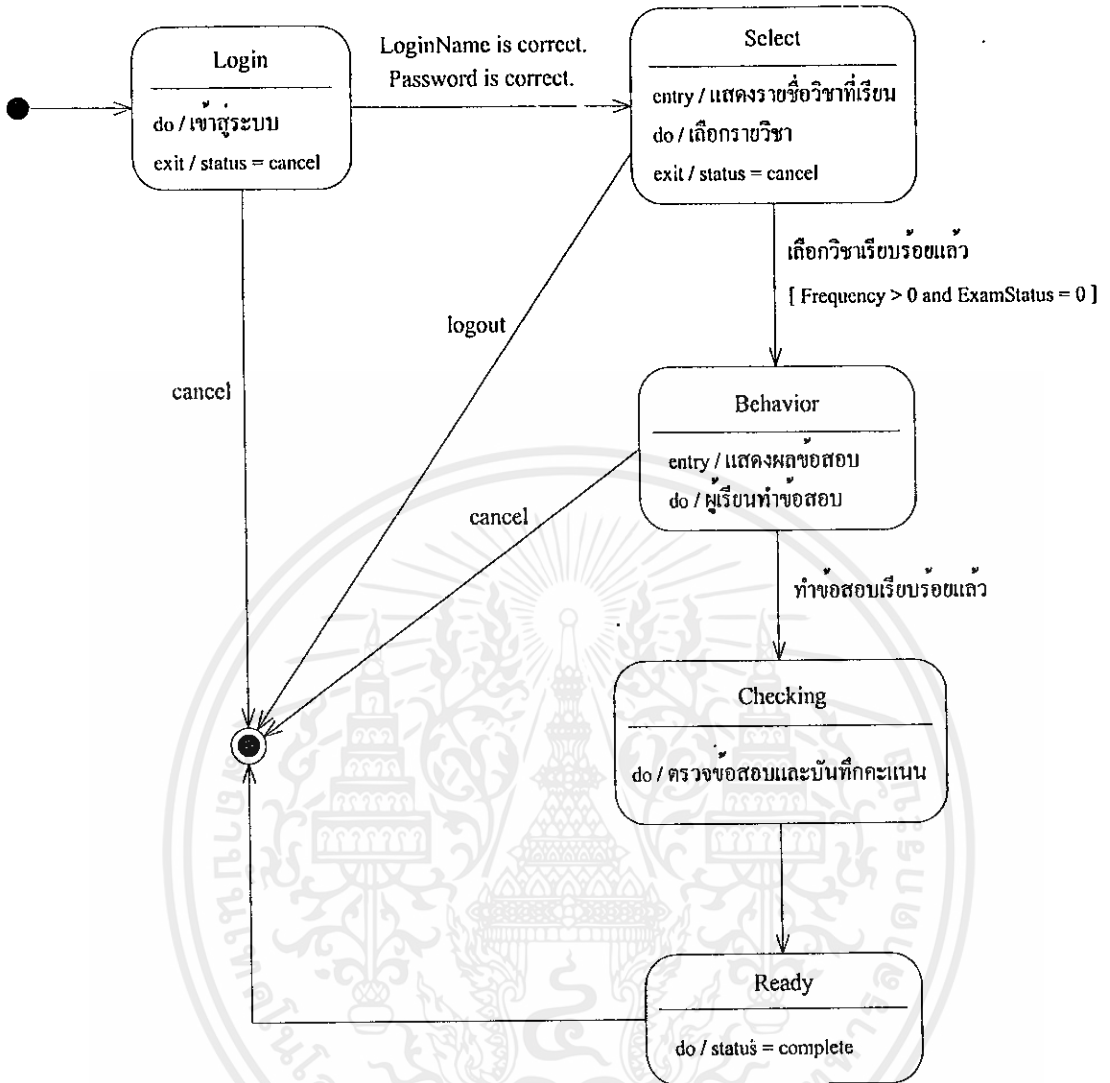 Login
do / เข้าสู่ระบบ
exit / status = cancel
LoginName is correct.
Password is correct.
Select
entry / แสดงรายชื่อวิชาที่เรียน
do / เลือกรายวิชา
exit / status = cancel
เลือกวิชาเรียบร้อยแล้ว
[ Frequency > 0 and ExamStatus = 0 ]
logout
cancel
Behavior
entry / แสดงผลข้อสอบ
do / ผู้เรียนทำข้อสอบ
cancel
ทำข้อสอบเรียบร้อยแล้ว
Checking
do / ตรวจข้อสอบและบันทึกคะแนน
Ready
do / status = complete